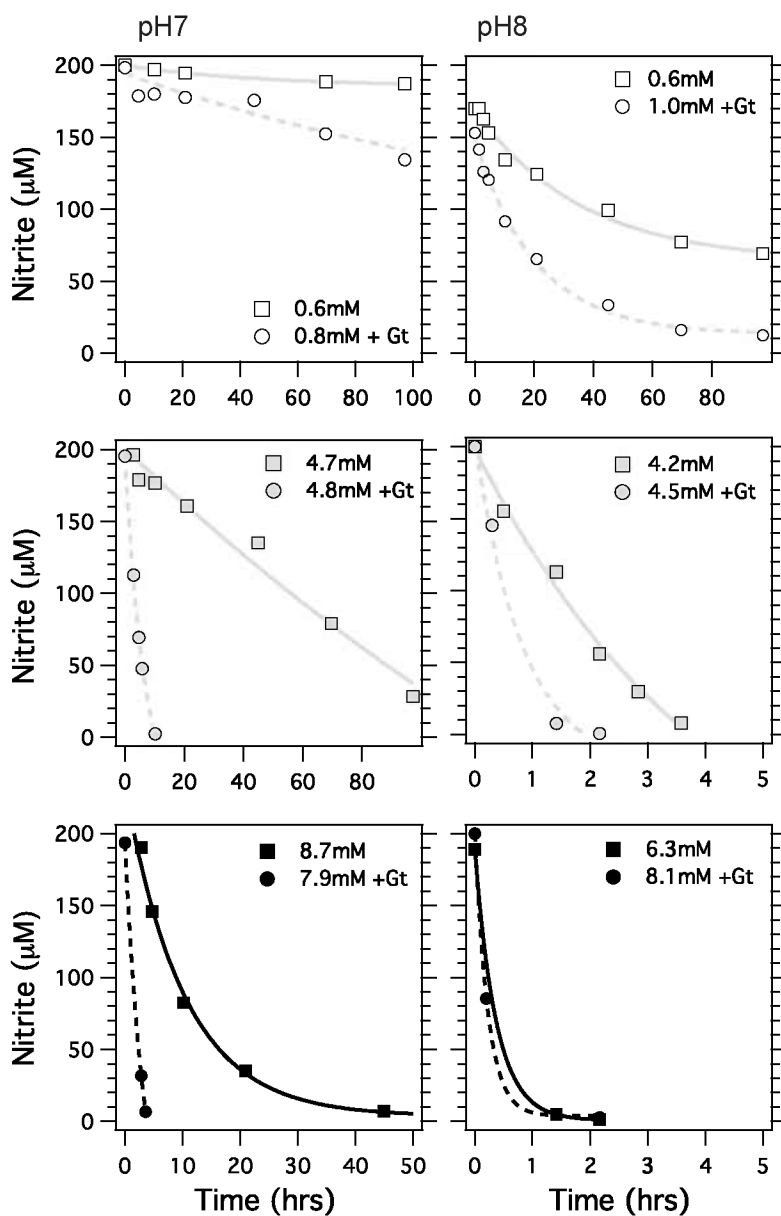 pH7
pH8
200
150
100
50
0
Nitrite (μM)
0.6mM
0.8mM + Gt
0 20 40 60 80 100
0.6mM
1.0mM +Gt
0 20 40 60 80
200
150
100
50
0
Nitrite (μM)
4.7mM
4.8mM +Gt
0 20 40 60 80
4.2mM
4.5mM +Gt
0 1 2 3 4 5
200
150
100
50
0
Nitrite (μM)
8.7mM
7.9mM +Gt
0 10 20 30 40 50
Time (hrs)
6.3mM
8.1mM +Gt
0 1 2 3 4 5
Time (hrs)